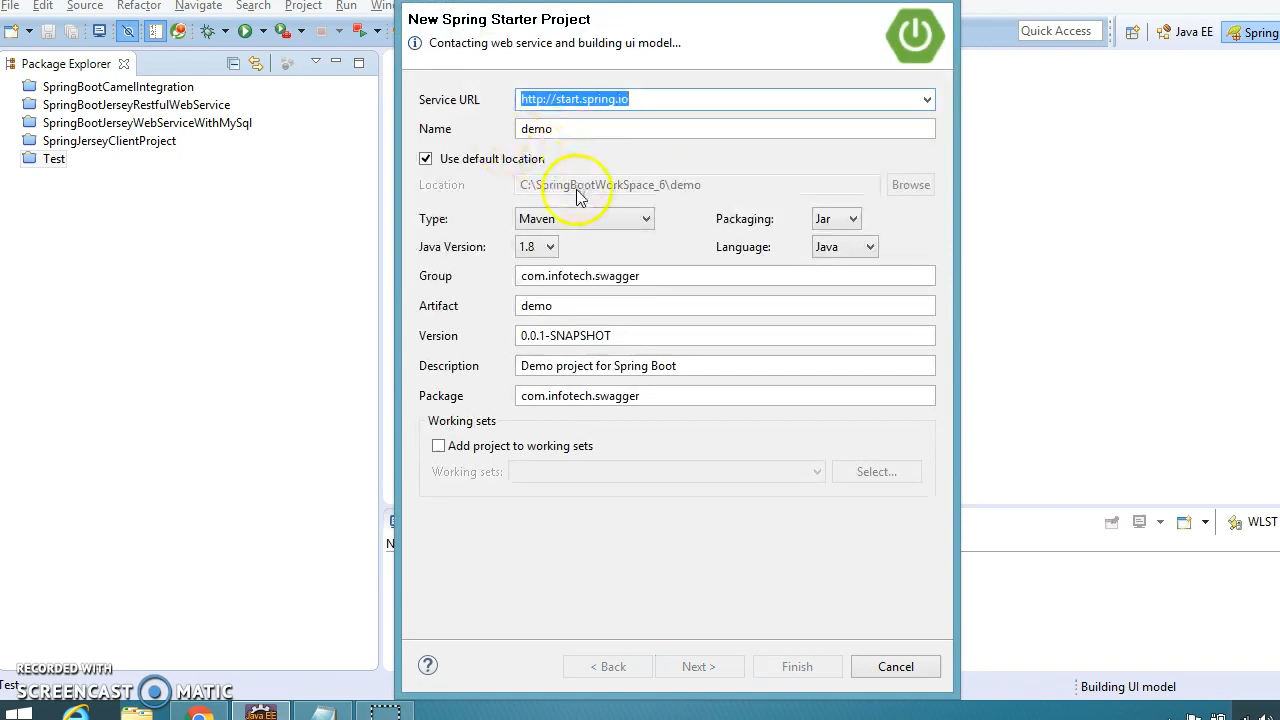 File Edit Source Refactor Navigate Search Project Run
Quick Access
Java EE
Spring
Package Explorer
SpringBootCamelIntegration
SpringBootJerseyRestfulWebService
SpringBootJerseyWebServiceWithMySql
SpringJerseyClientProject
Test
New Spring Starter Project
Contacting web service and building ui model...
Service URL http://start.spring.io
Name demo
Use default location
Location C:\SpringBootWorkSpace_6\demo Browse
Type: Maven Packaging: Jar
Java Version: 1.8 Language: Java
Group com.infotech.swagger
Artifact demo
Version 0.0.1-SNAPSHOT
Description Demo project for Spring Boot
Package com.infotech.swagger
Working sets
Add project to working sets
Working sets: Select...
< Back Next > Finish Cancel
WLST
Building UI model
RECORDED WITH
SCREENCAST MATIC
Java EE